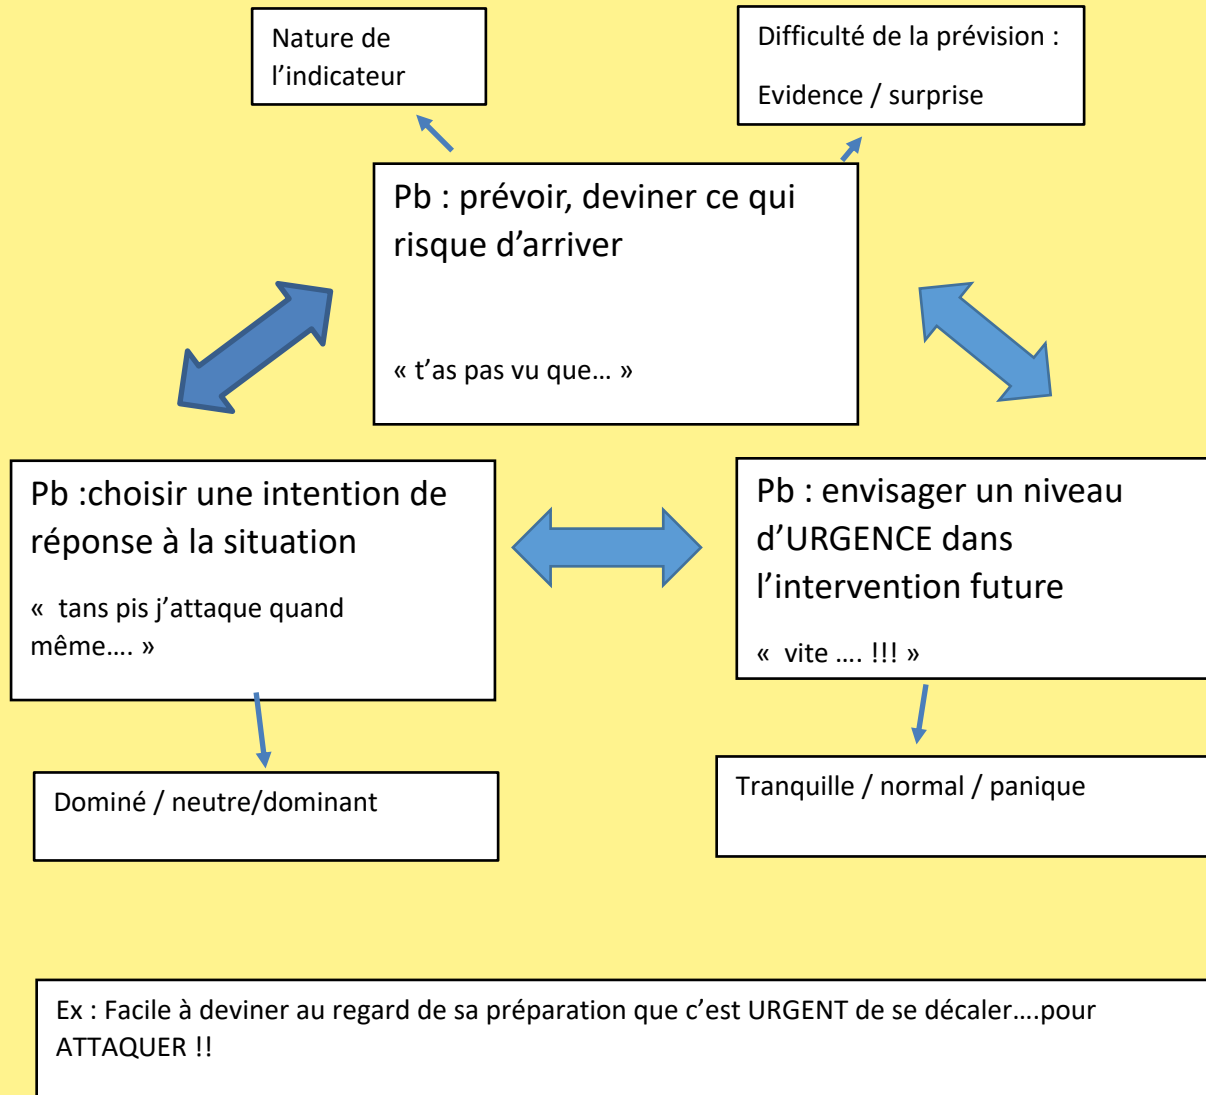 Nature de
l’indicateur
Difficulté de la prévision :
Evidence / surprise
Pb : prévoir, deviner ce qui
risque d’arriver
« t’as pas vu que… »
Pb :choisir une intention de
réponse à la situation
«  tans pis j’attaque quand
même…. »
Pb : envisager un niveau
d’URGENCE dans
l’intervention future
«  vite …. !!! »
Dominé / neutre/dominant
Tranquille / normal / panique
Ex : Facile à deviner au regard de sa préparation que c’est URGENT de se décaler….pour
ATTAQUER !!